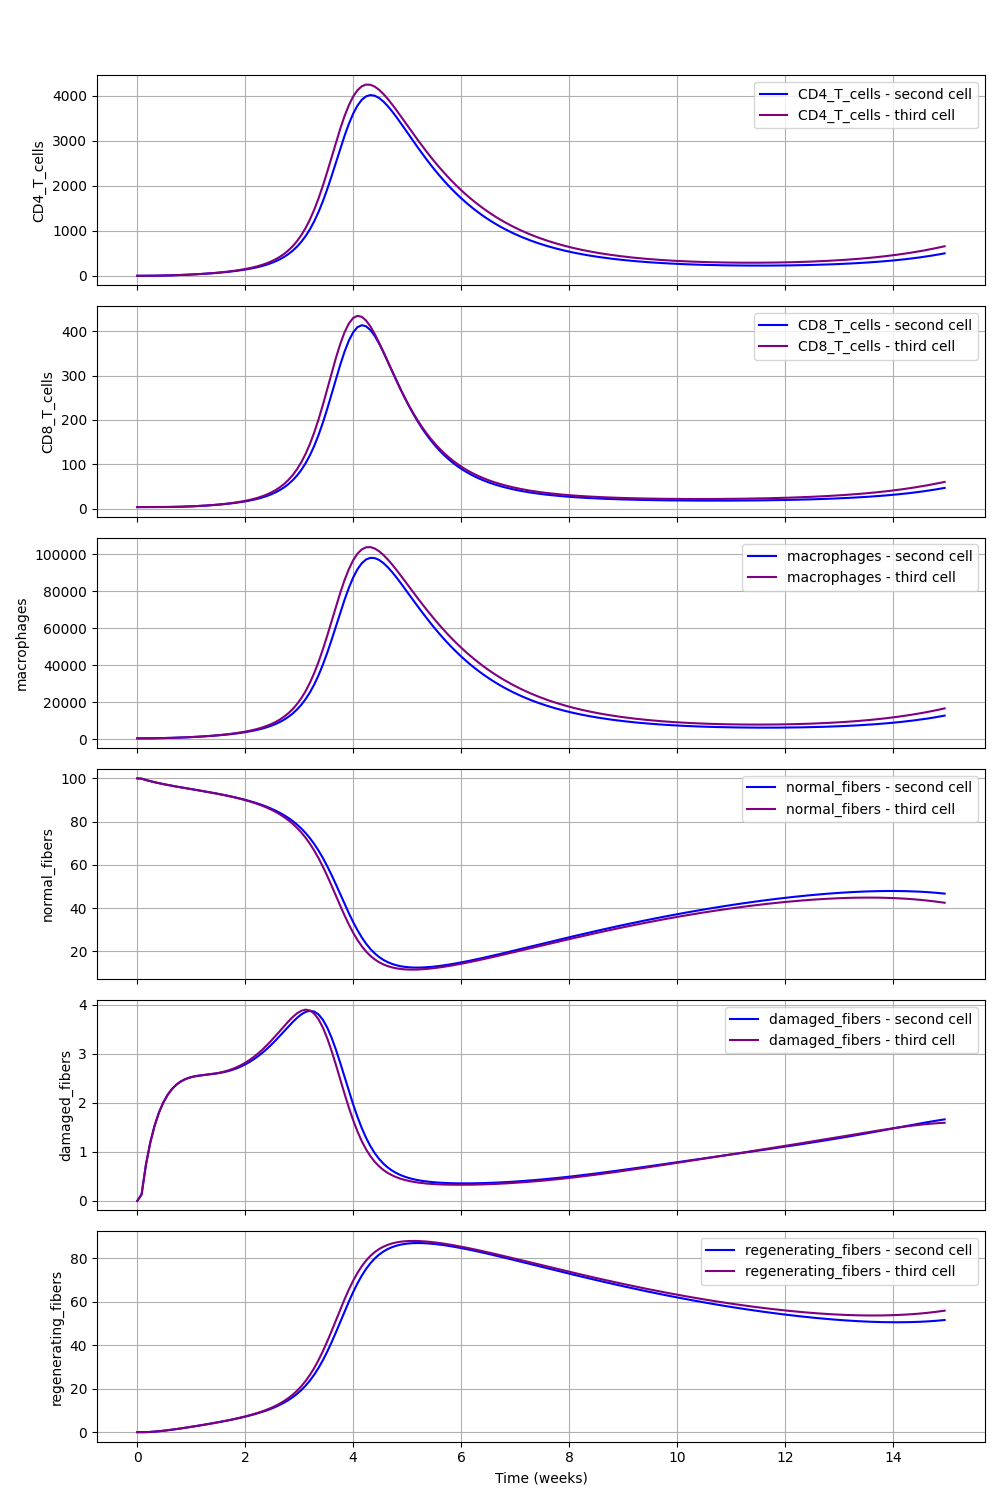 4000
3000
2000
1000
0
CD4_T_cells
CD4_T_cells - second cell
CD4_T_cells - third cell
400
300
200
100
0
CD8_T_cells
CD8_T_cells - second cell
CD8_T_cells - third cell
100000
80000
60000
40000
20000
0
macrophages
macrophages - second cell
macrophages - third cell
100
80
60
40
20
normal_fibers
normal_fibers - second cell
normal_fibers - third cell
4
3
2
1
0
damaged_fibers
damaged_fibers - second cell
damaged_fibers - third cell
80
60
40
20
0
regenerating_fibers
regenerating_fibers - second cell
regenerating_fibers - third cell
0 2 4 6 8 10 12 14
Time (weeks)